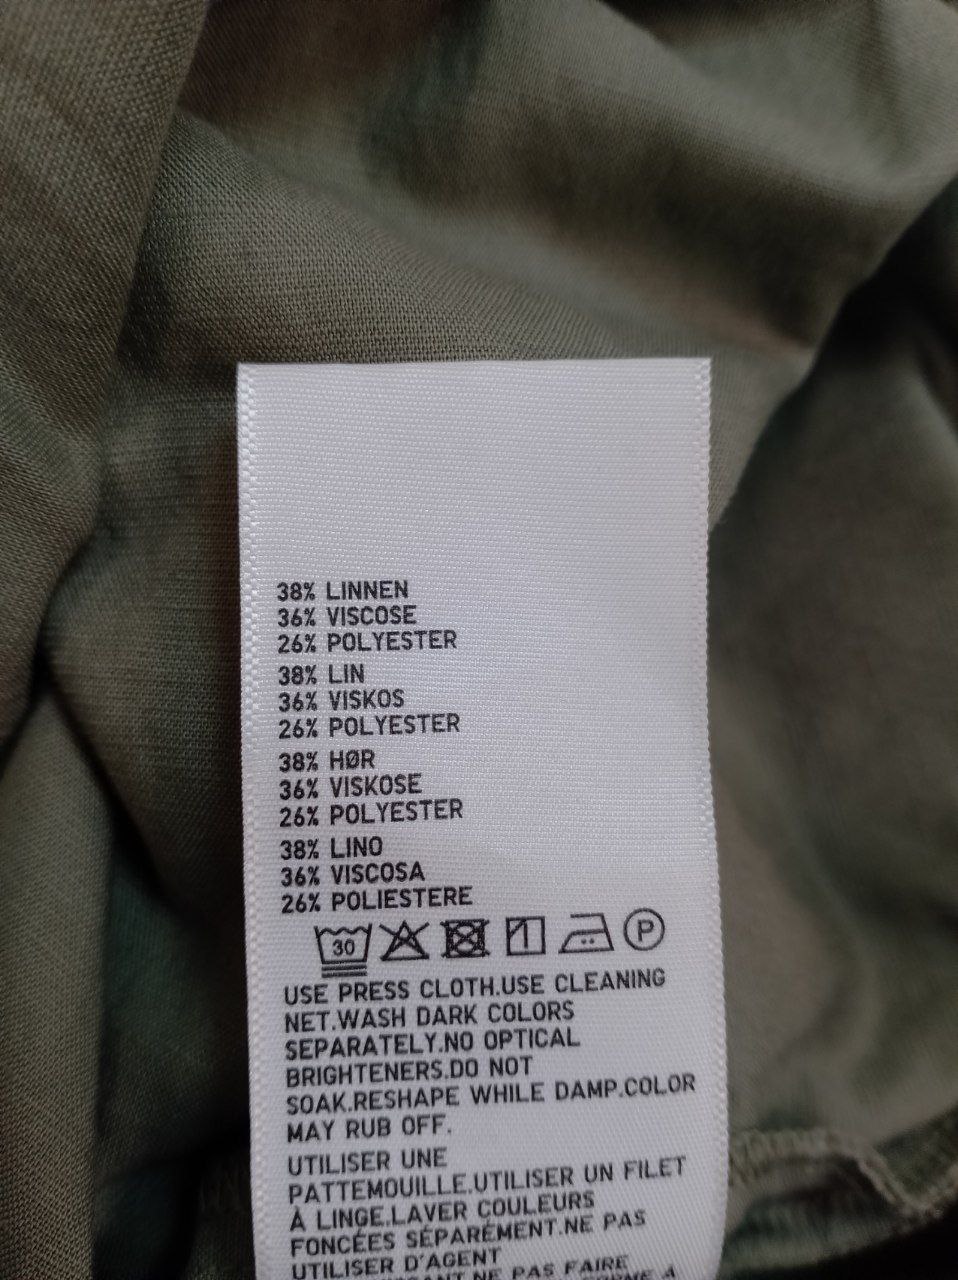 38% LINNEN
36% VISCOSE
26% POLYESTER
38% LIN
36% VISKOS
26% POLYESTER
38% HØR
36% VISKOSE
26% POLYESTER
38% LINO
36% VISCOSA
26% POLIESTERE
30 P
USE PRESS CLOTH.USE CLEANING
NET.WASH DARK COLORS
SEPARATELY.NO OPTICAL
BRIGHTENERS.DO NOT
SOAK.RESHAPE WHILE DAMP.COLOR
MAY RUB OFF.
UTILISER UNE
PATTEMOUILLE.UTILISER UN FILET
À LINGE.LAVER COULEURS
FONCÉES SÉPARÉMENT.NE PAS
UTILISER D'AGENT
NE PAS FAIRE